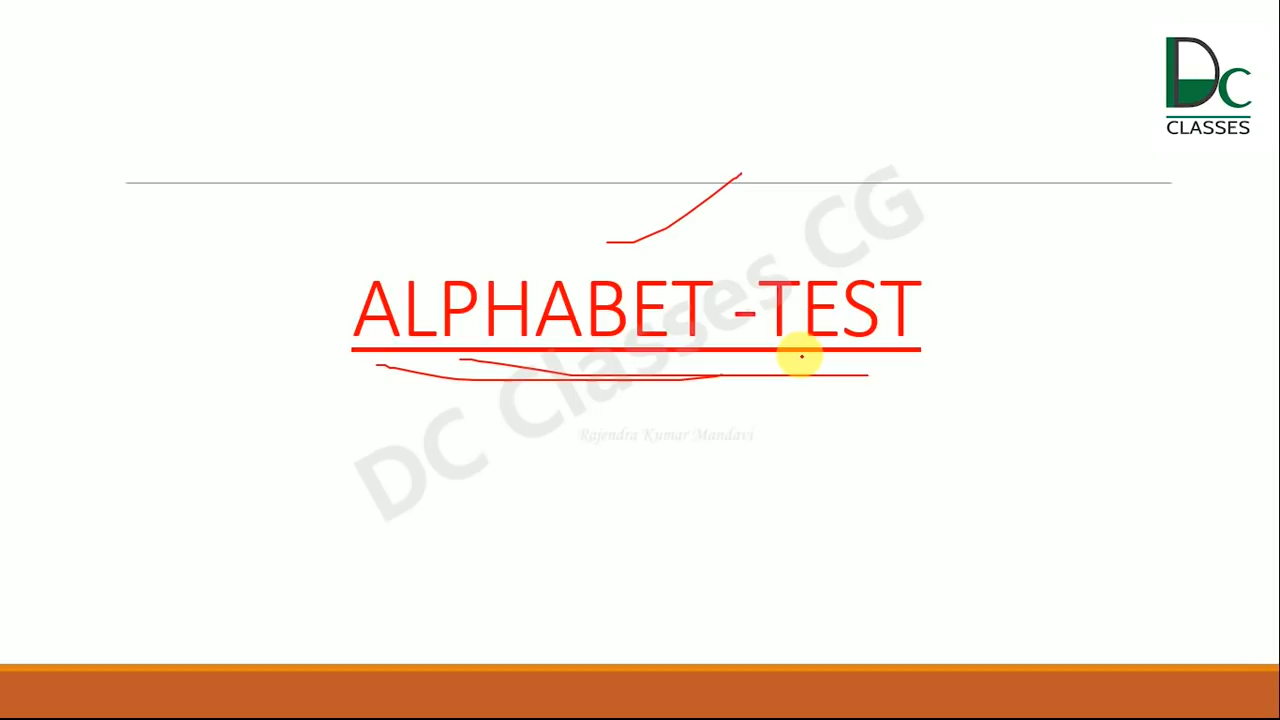 DC
CLASSES
ALPHABET -TEST
DC Classes CG
Rajendra Kumar Mandavi